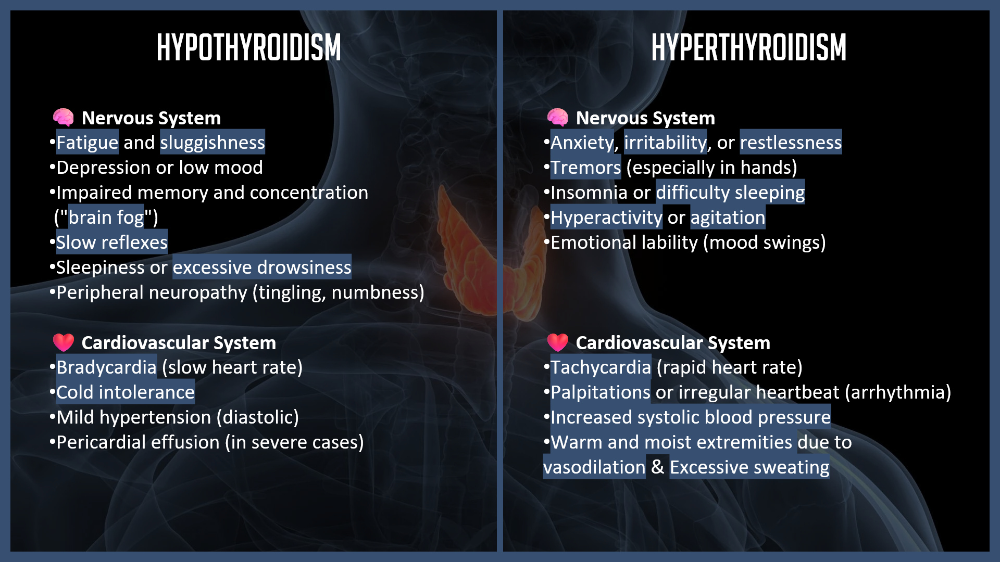 HYPOTHYROIDISM
🧠 Nervous System
•Fatigue and sluggishness
•Depression or low mood
•Impaired memory and concentration
("brain fog")
•Slow reflexes
•Sleepiness or excessive drowsiness
•Peripheral neuropathy (tingling, numbness)
❤️ Cardiovascular System
•Bradycardia (slow heart rate)
•Cold intolerance
•Mild hypertension (diastolic)
•Pericardial effusion (in severe cases)
HYPERTHYROIDISM
🧠 Nervous System
•Anxiety, irritability, or restlessness
•Tremors (especially in hands)
•Insomnia or difficulty sleeping
•Hyperactivity or agitation
•Emotional lability (mood swings)
❤️ Cardiovascular System
•Tachycardia (rapid heart rate)
•Palpitations or irregular heartbeat (arrhythmia)
•Increased systolic blood pressure
•Warm and moist extremities due to
vasodilation & Excessive sweating